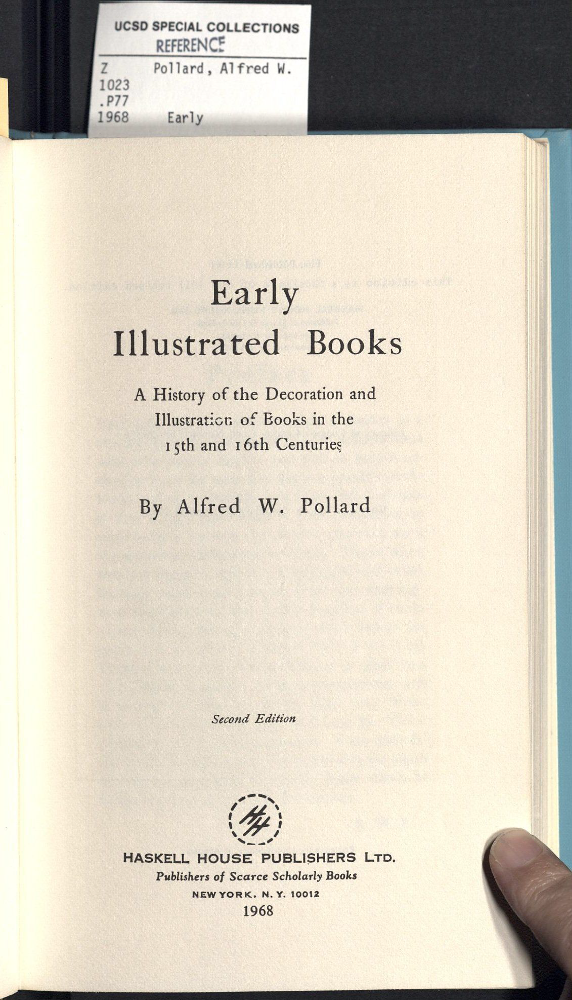 UCSD SPECIAL COLLECTIONS
REFERENCE
Z Pollard, Alfred W.
1023
.P77
1968 Early
Early
Illustrated Books
A History of the Decoration and
Illustration of Books in the
15th and 16th Centuries
By Alfred W. Pollard
Second Edition
HH
HASKELL HOUSE PUBLISHERS LTD.
Publishers of Scarce Scholarly Books
NEW YORK. N. Y. 10012
1968